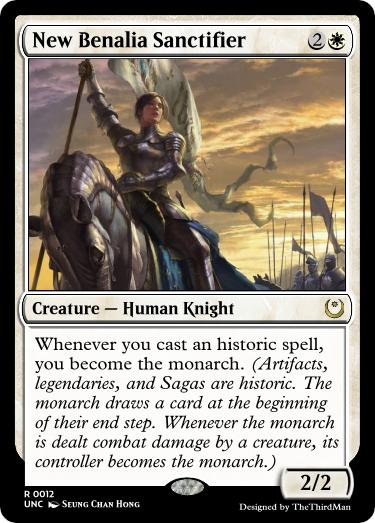 New Benalia Sanctifier 2
Creature — Human Knight
Whenever you cast an historic spell,
you become the monarch. (Artifacts,
legendaries, and Sagas are historic. The
monarch draws a card at the beginning
of their end step. Whenever the monarch
is dealt combat damage by a creature, its
controller becomes the monarch.)
2/2
R 0012
UNC Seung Chan Hong
Designed by TheThirdMan